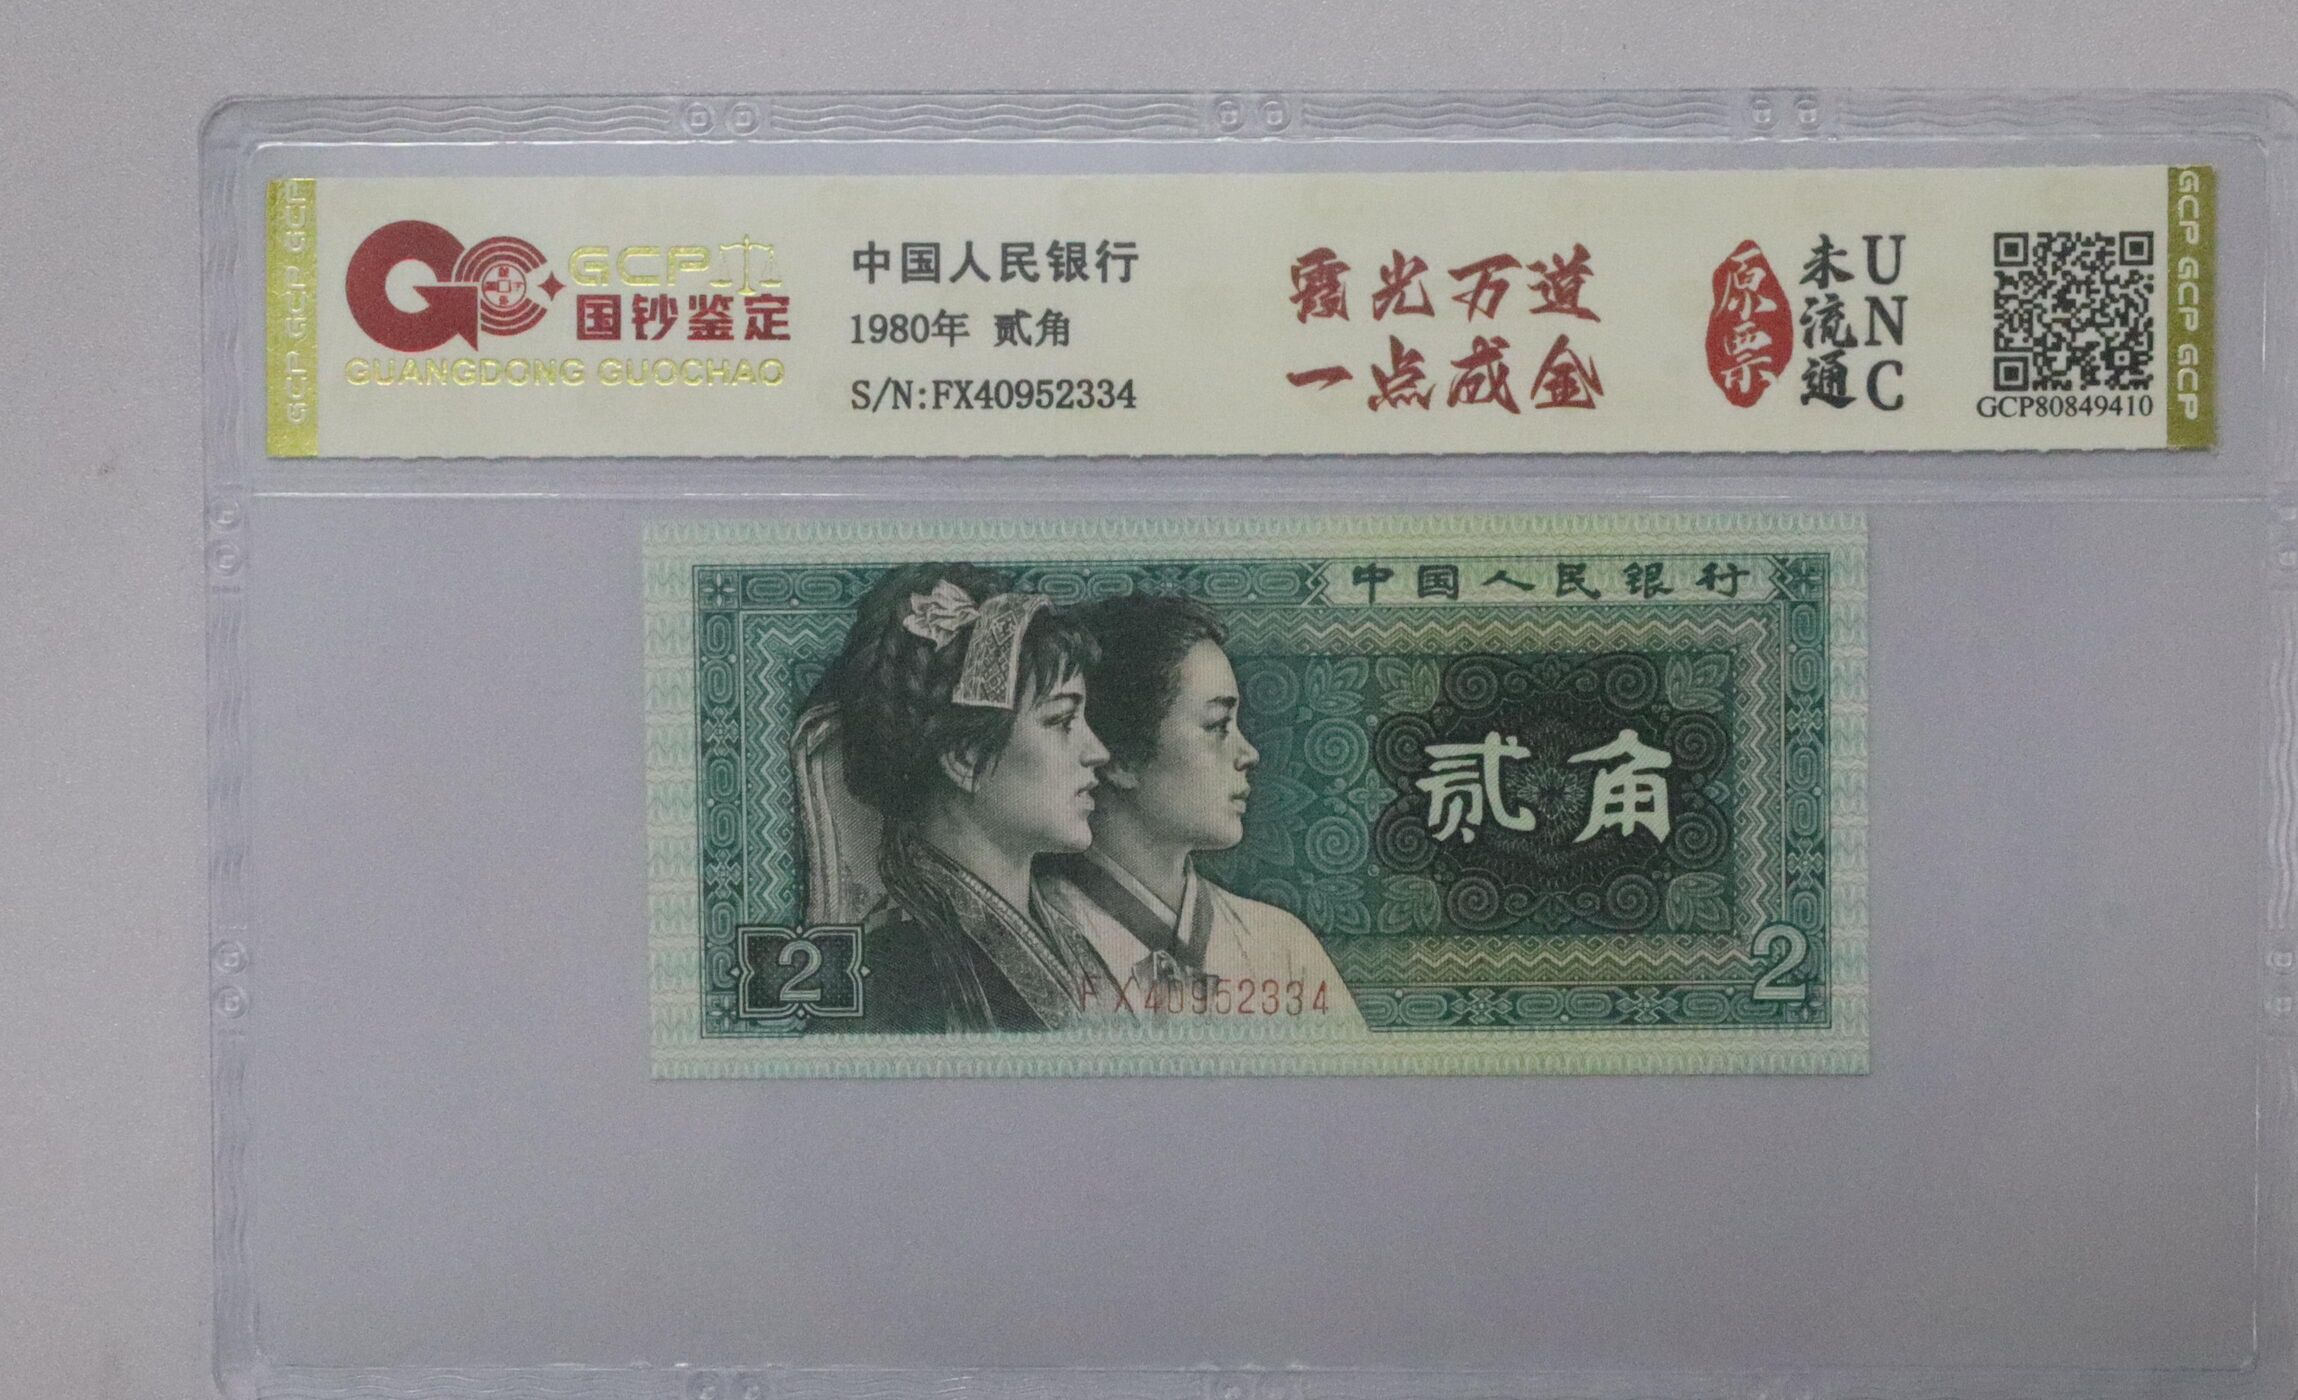 GCP
国钞鉴定
GUANGDONG GUOCHAO
中国人民银行
1980年 贰角
S/N:FX40952334
霞光万道
一点成金
原票
未流通
UNC
GCP80849410
GCP GCP GCP
GCP GCP GCP
中国人民银行
贰角
2
FX40952334
2